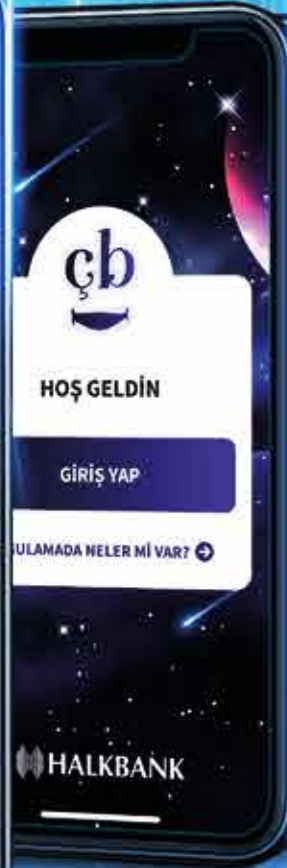 çb
HOŞ GELDİN
GİRİŞ YAP
ULAMADA NELER Mİ VAR?
HALKBANK